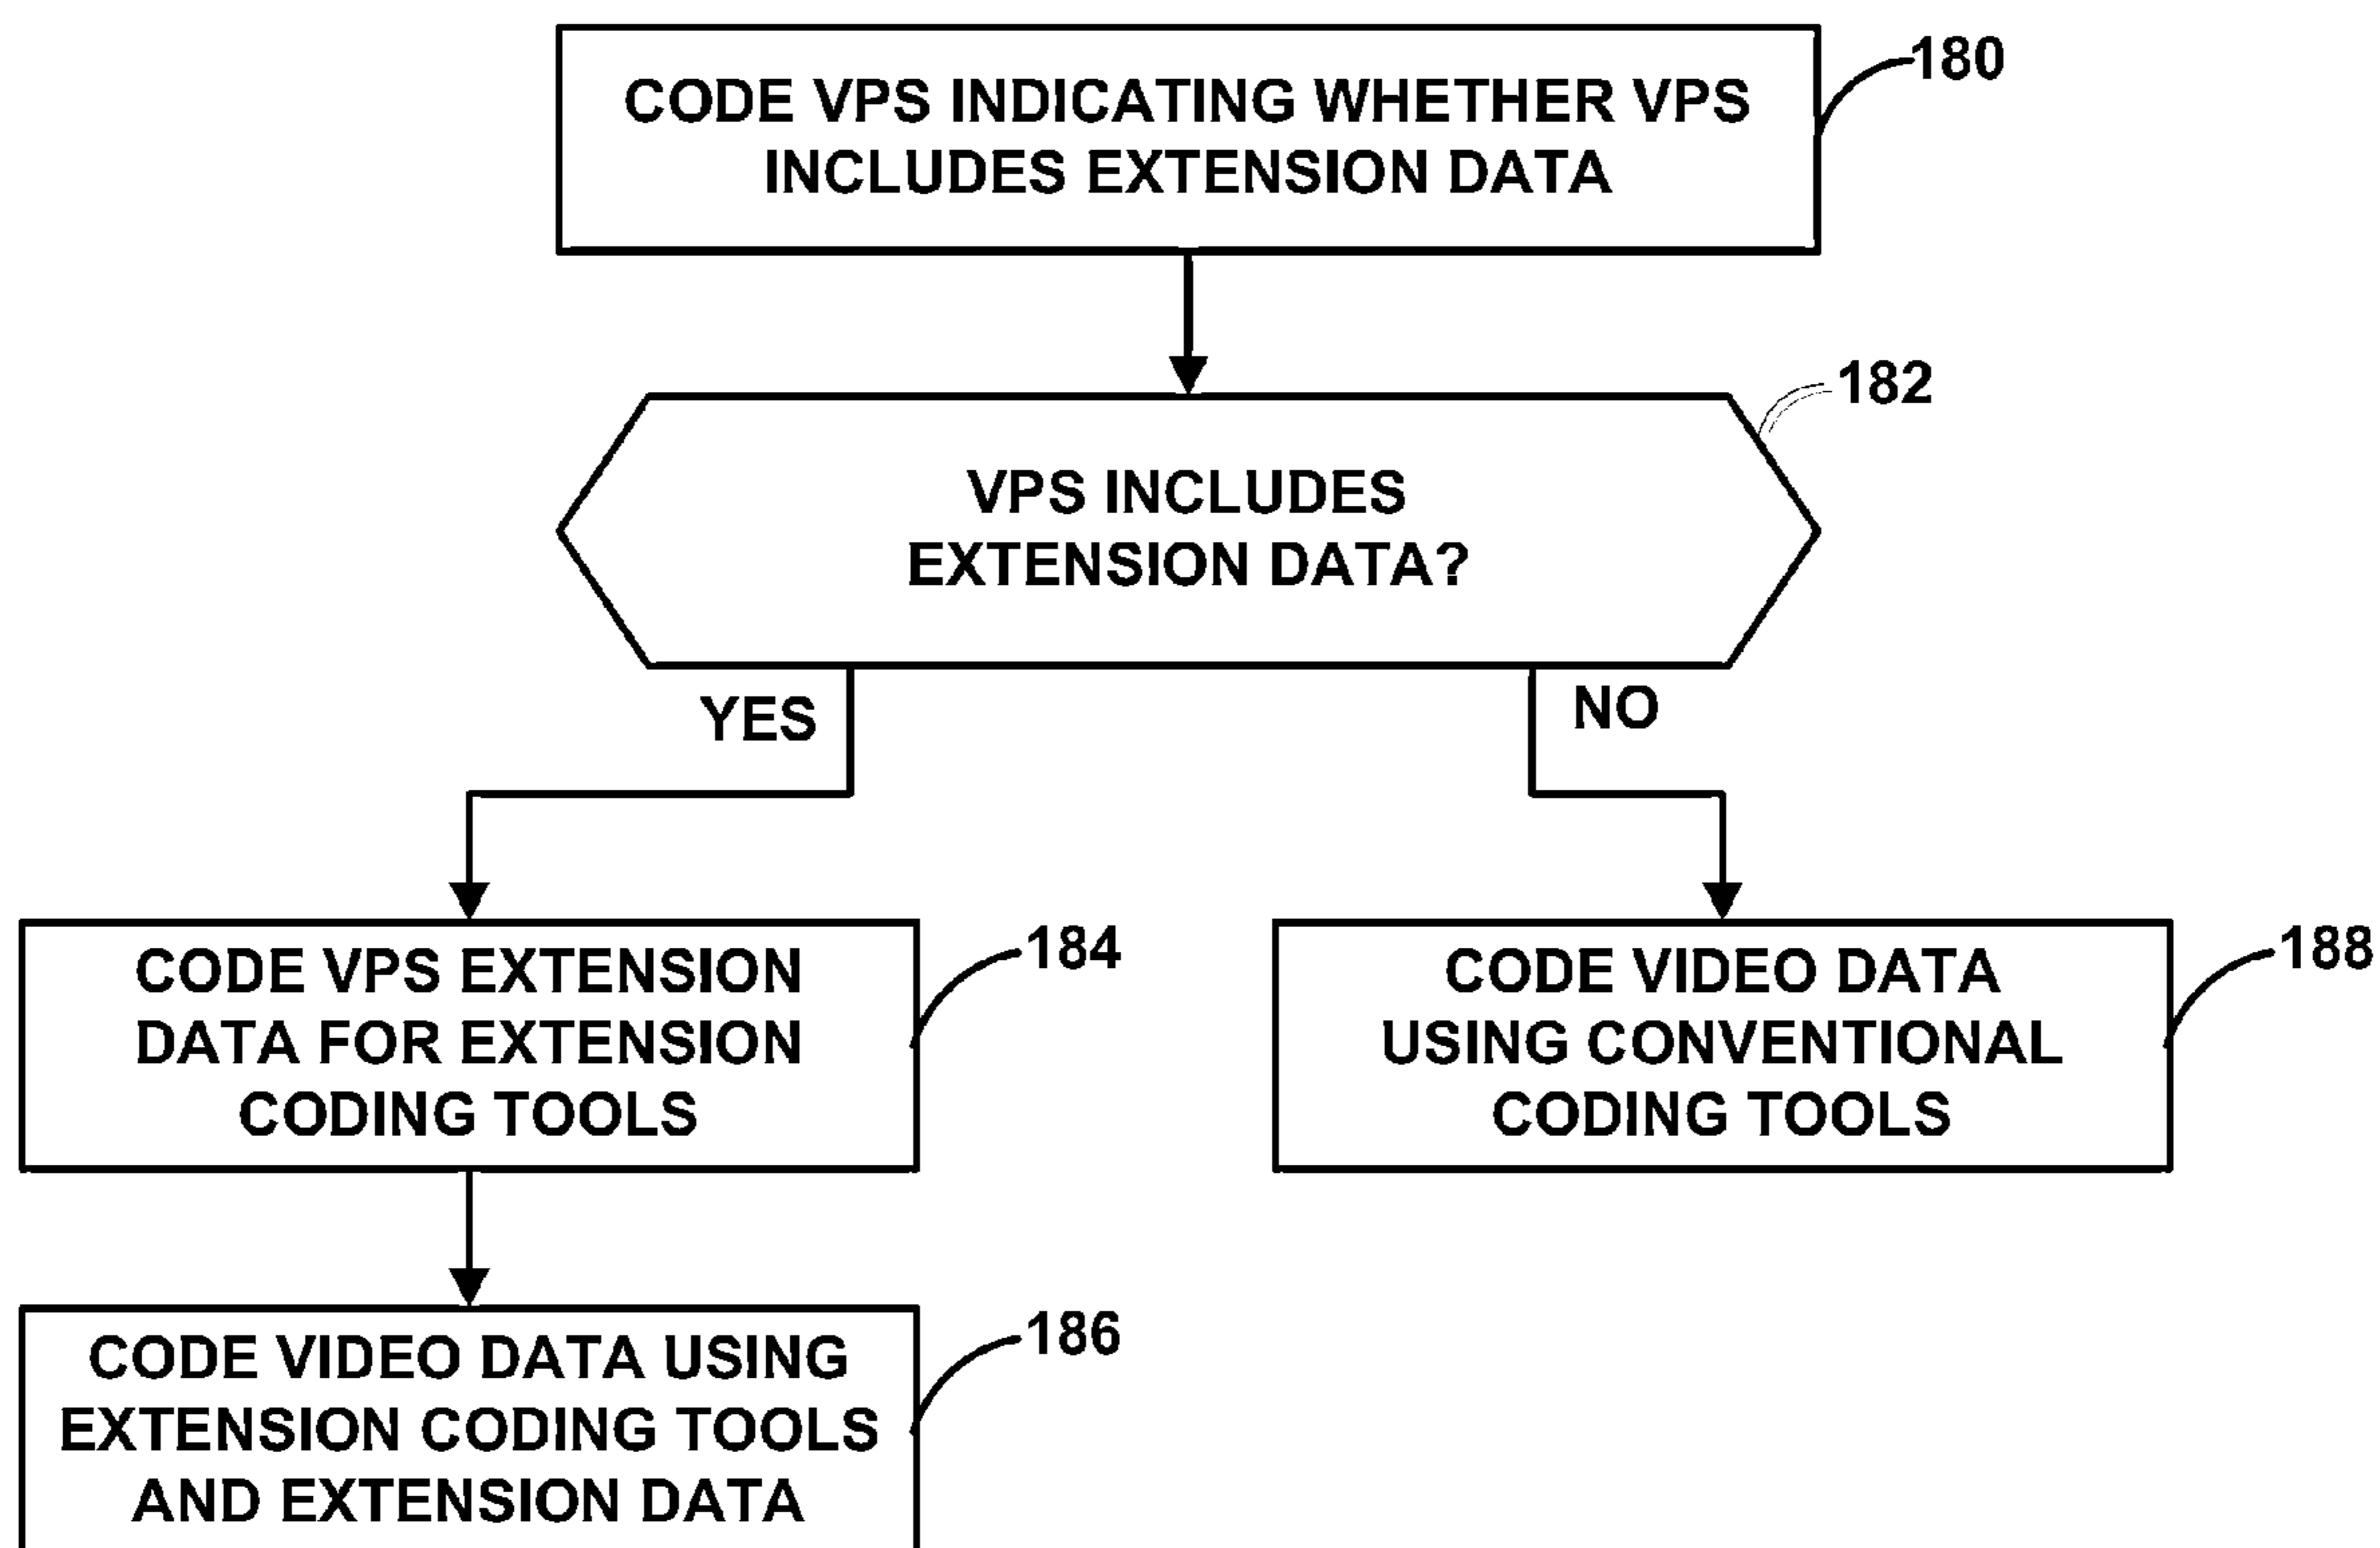 CODE VPS INDICATING WHETHER VPS
INCLUDES EXTENSION DATA
180
VPS INCLUDES
EXTENSION DATA?
182
YES
NO
CODE VPS EXTENSION
DATA FOR EXTENSION
CODING TOOLS
184
CODE VIDEO DATA
USING CONVENTIONAL
CODING TOOLS
188
CODE VIDEO DATA USING
EXTENSION CODING TOOLS
AND EXTENSION DATA
186